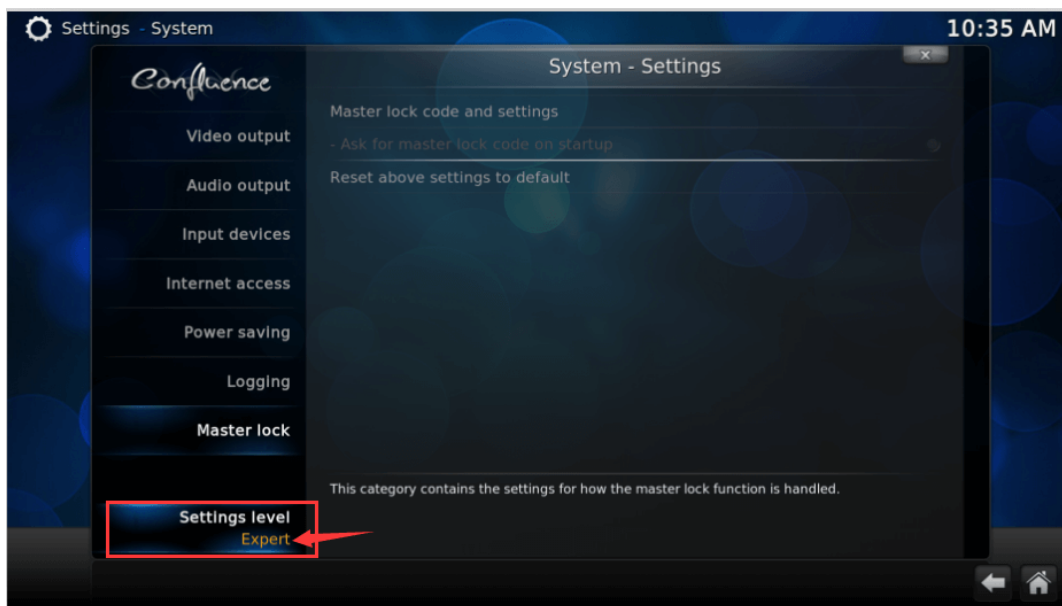 Settings - System
10:35 AM
Confluence
System - Settings
Video output
Audio output
Input devices
Internet access
Power saving
Logging
Master lock
Settings level
Expert
Master lock code and settings
- Ask for master lock code on startup
Reset above settings to default
This category contains the settings for how the master lock function is handled.